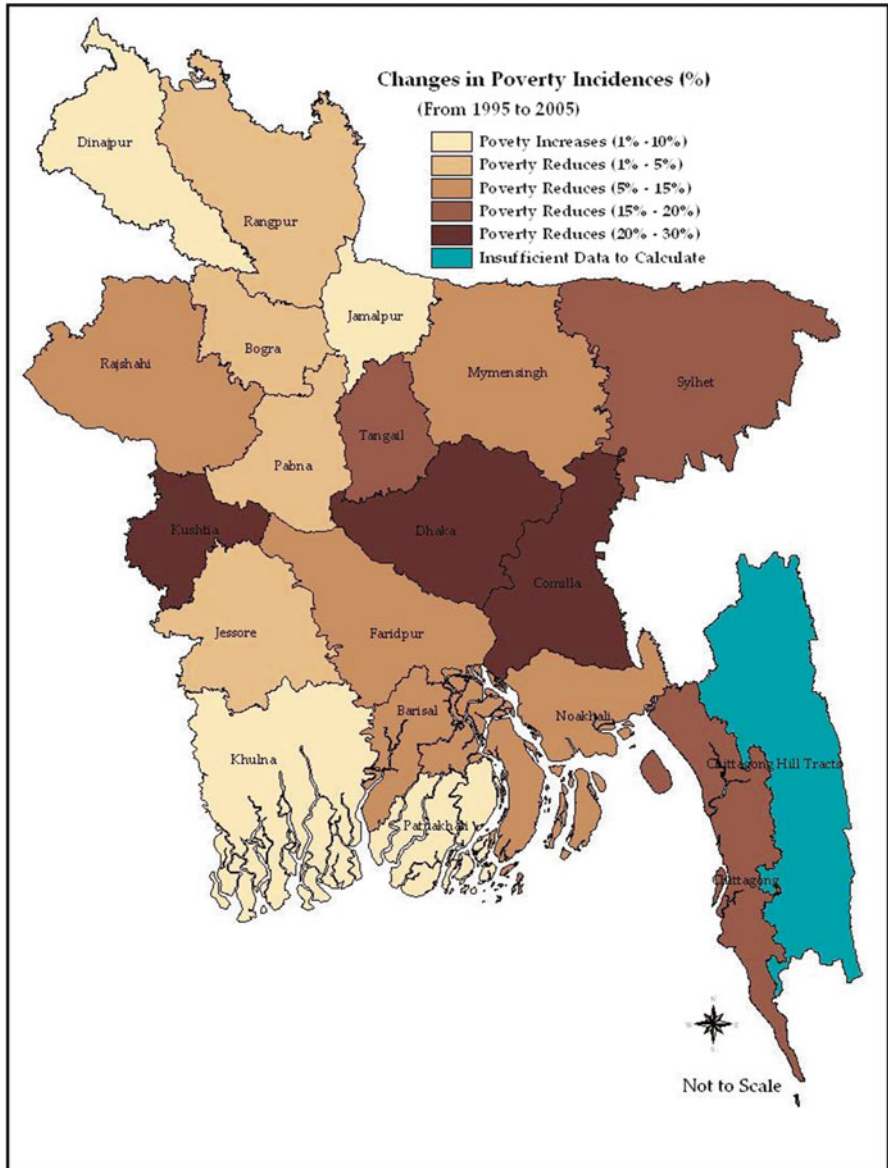 Changes in Poverty Incidences (%)
(From 1995 to 2005)
Povety Increases (1% -10%)
Poverty Reduces (1% - 5%)
Poverty Reduces (5% - 15%)
Poverty Reduces (15% - 20%)
Poverty Reduces (20% - 30%)
Insufficient Data to Calculate
Dinajpur
Rangpur
Jamalpur
Bogra
Rajshahi
Mymensingh
Sylhet
Tangail
Pabna
Kushtia
Dhaka
Comilla
Jessore
Faridpur
Barisal
Noakhali
Khulna
Chittagong Hill Tracts
Patuakhali
Chittagong
N
W
E
S
Not to Scale